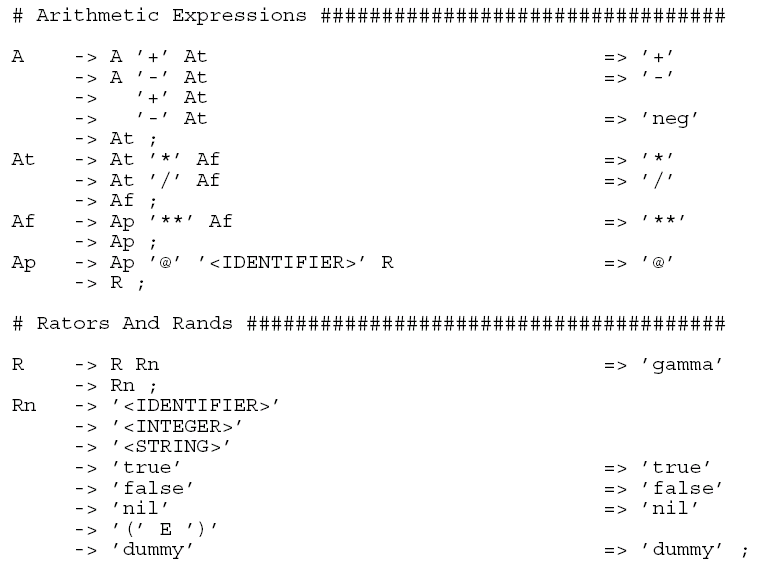 # Arithmetic Expressions #################################
A -> A '+' At => '+'
-> A '-' At => '-'
-> '+' At
-> '-' At => 'neg'
-> At ;
At -> At '*' Af => '*'
-> At '/' Af => '/'
-> Af ;
Af -> Ap '**' Af => '**'
-> Ap ;
Ap -> Ap '@' '<IDENTIFIER>' R => '@'
-> R ;
# Rators And Rands #######################################
R -> R Rn => 'gamma'
-> Rn ;
Rn -> '<IDENTIFIER>'
-> '<INTEGER>'
-> '<STRING>'
-> 'true' => 'true'
-> 'false' => 'false'
-> 'nil' => 'nil'
-> '(' E ')'
-> 'dummy' => 'dummy' ;